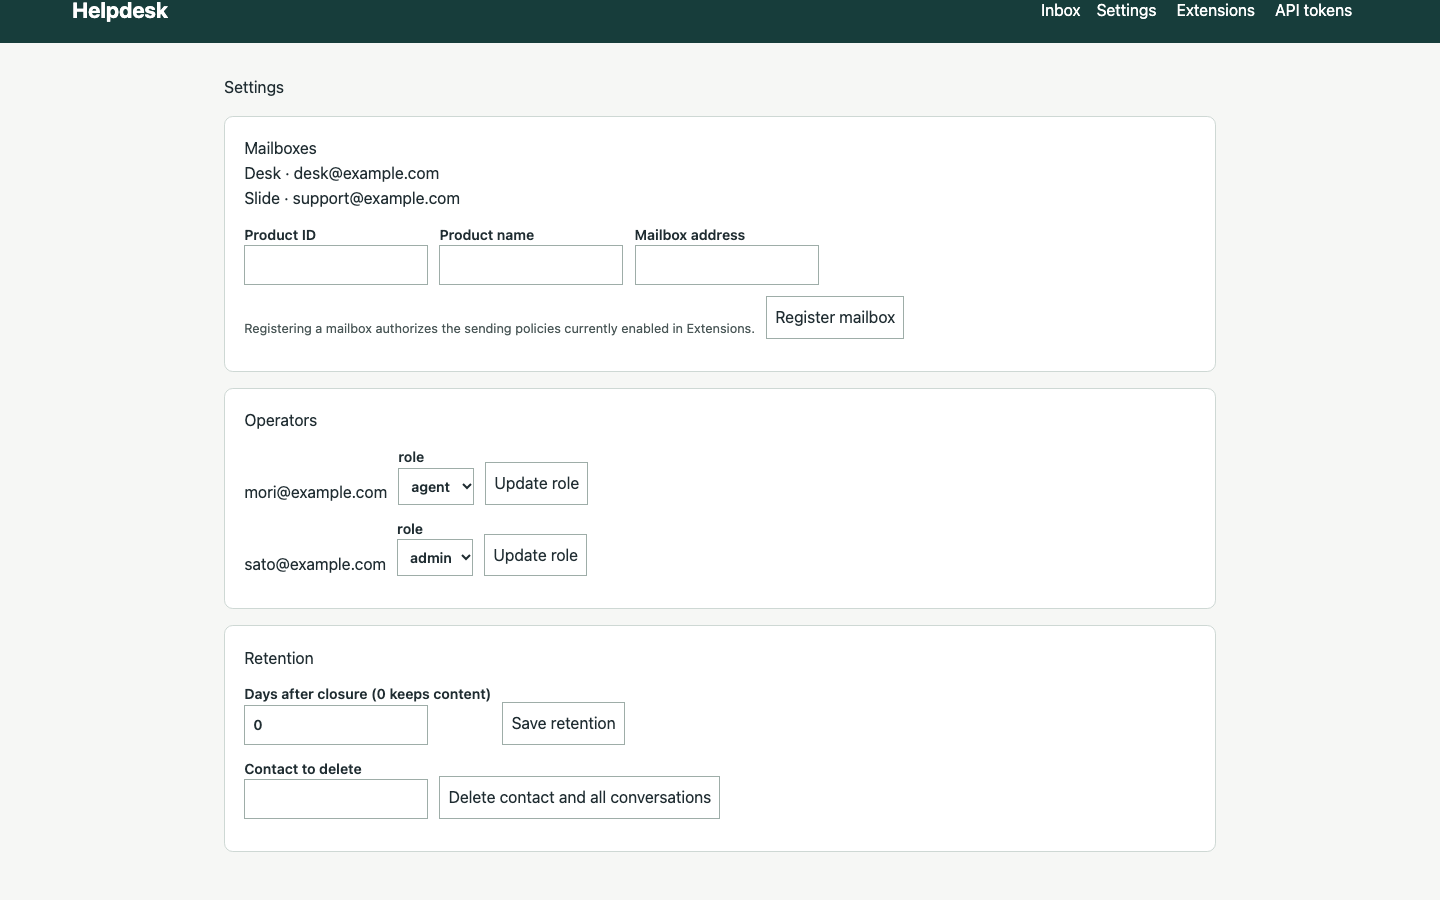 Helpdesk
Inbox Settings Extensions API tokens
Settings
Mailboxes
Desk · desk@example.com
Slide · support@example.com
Product ID Product name Mailbox address
Registering a mailbox authorizes the sending policies currently enabled in Extensions. Register mailbox
Operators
role
mori@example.com agent Update role
role
sato@example.com admin Update role
Retention
Days after closure (0 keeps content)
0 Save retention
Contact to delete
Delete contact and all conversations